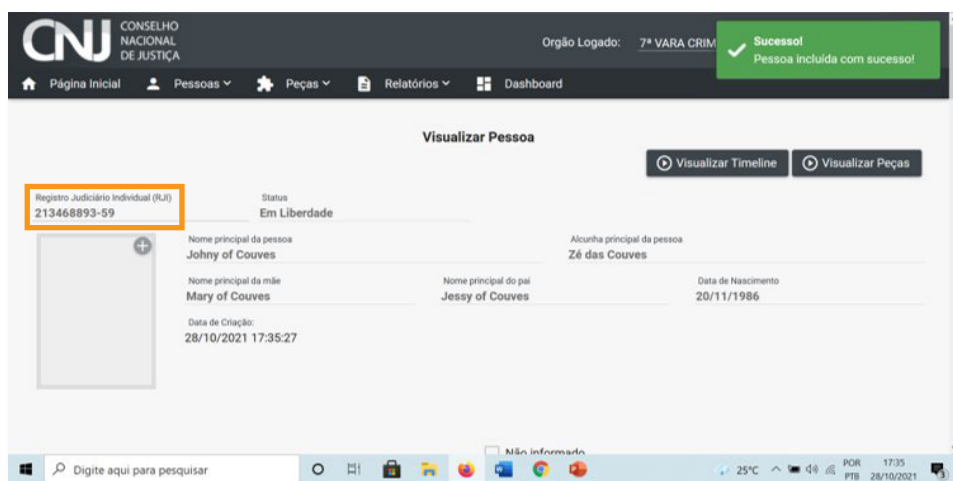 CNJ
CONSELHO
NACIONAL
DE JUSTIÇA
Orgão Logado: 7ª VARA CRIM
Sucesso!
Pessoa incluída com sucesso!
Página Inicial Pessoas Peças Relatórios Dashboard
Visualizar Pessoa
Visualizar Timeline Visualizar Peças
Registro Judiciário Individual (RJI) Status
213468893-59 Em Liberdade
Nome principal da pessoa Alcunha principal da pessoa
Johny of Couves Zé das Couves
Nome principal da mãe Nome principal do pai Data de Nascimento
Mary of Couves Jessy of Couves 20/11/1986
Data de Criação:
28/10/2021 17:35:27
Não informado
Digite aqui para pesquisar 25°C POR 17:35
PTB 28/10/2021